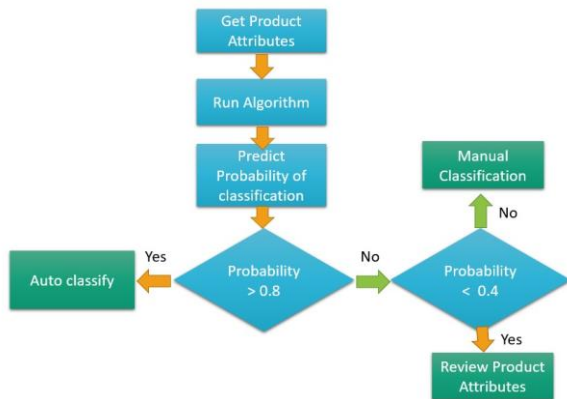 Get Product
Attributes
Run Algorithm
Predict
Probability of
classification
Manual
Classification
No
Yes
No
Auto classify
Probability
> 0.8
Probability
< 0.4
Yes
Review Product
Attributes